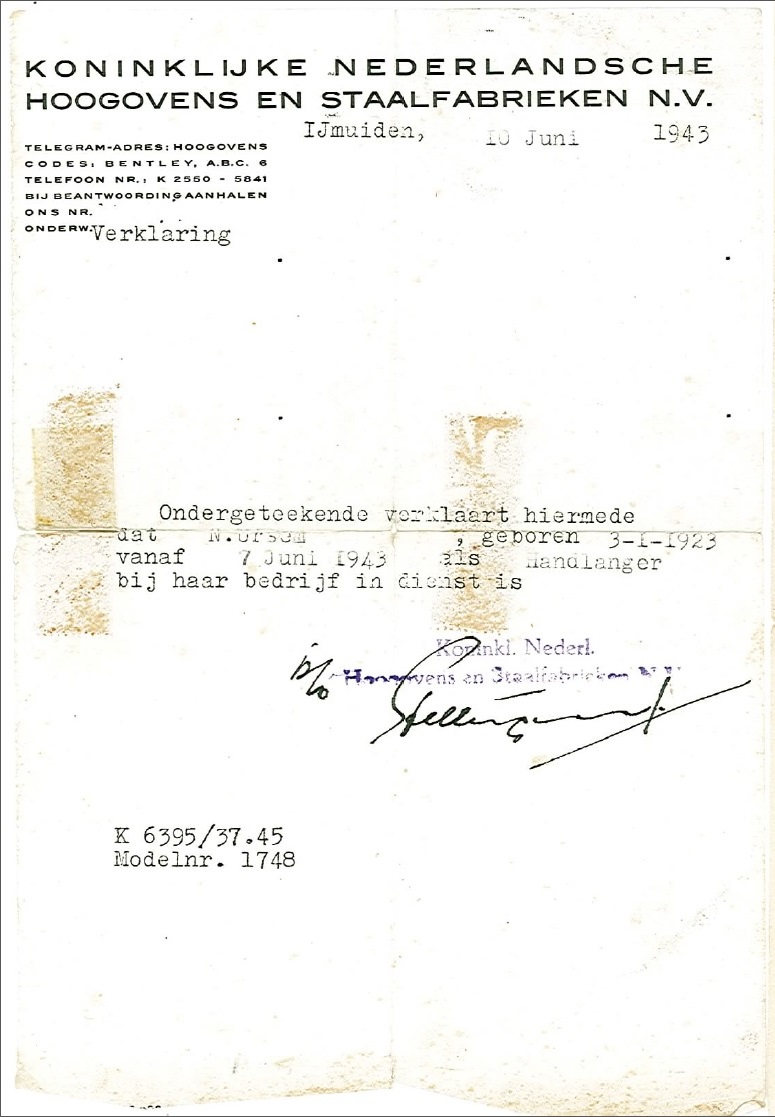 KONINKLIJKE NEDERLANDSCHE
HOOGOVENS EN STAALFABRIEKEN N.V.
IJmuiden, 10 Juni 1943
TELEGRAM-ADRES: HOOGOVENS
CODES: BENTLEY, A.B.C. 6
TELEFOON NR.: K 2550 - 5841
BIJ BEANTWOORDING AANHALEN
ONS NR.
ONDERW. Verklaring
Ondergeteekende verklaart hiermede
dat N.Ursem , geboren 3-1-1923
vanaf 7 Juni 1943 als Handlanger
bij haar bedrijf in dienst is
Koninkl. Nederl.
Hoogovens en Staalfabrieken N.V.
K 6395/37.45
Modelnr. 1748